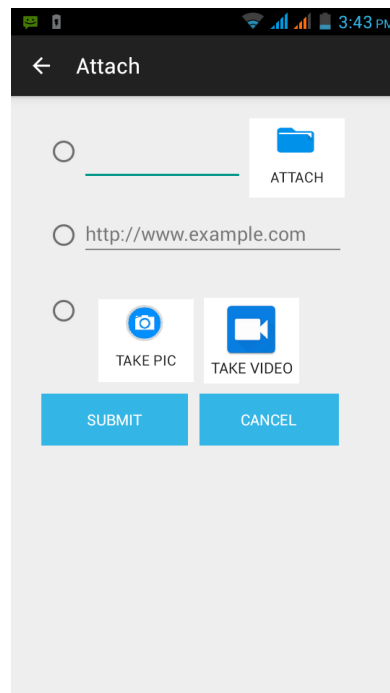 3:43 PM
Attach
ATTACH
http://www.example.com
TAKE PIC
TAKE VIDEO
SUBMIT
CANCEL